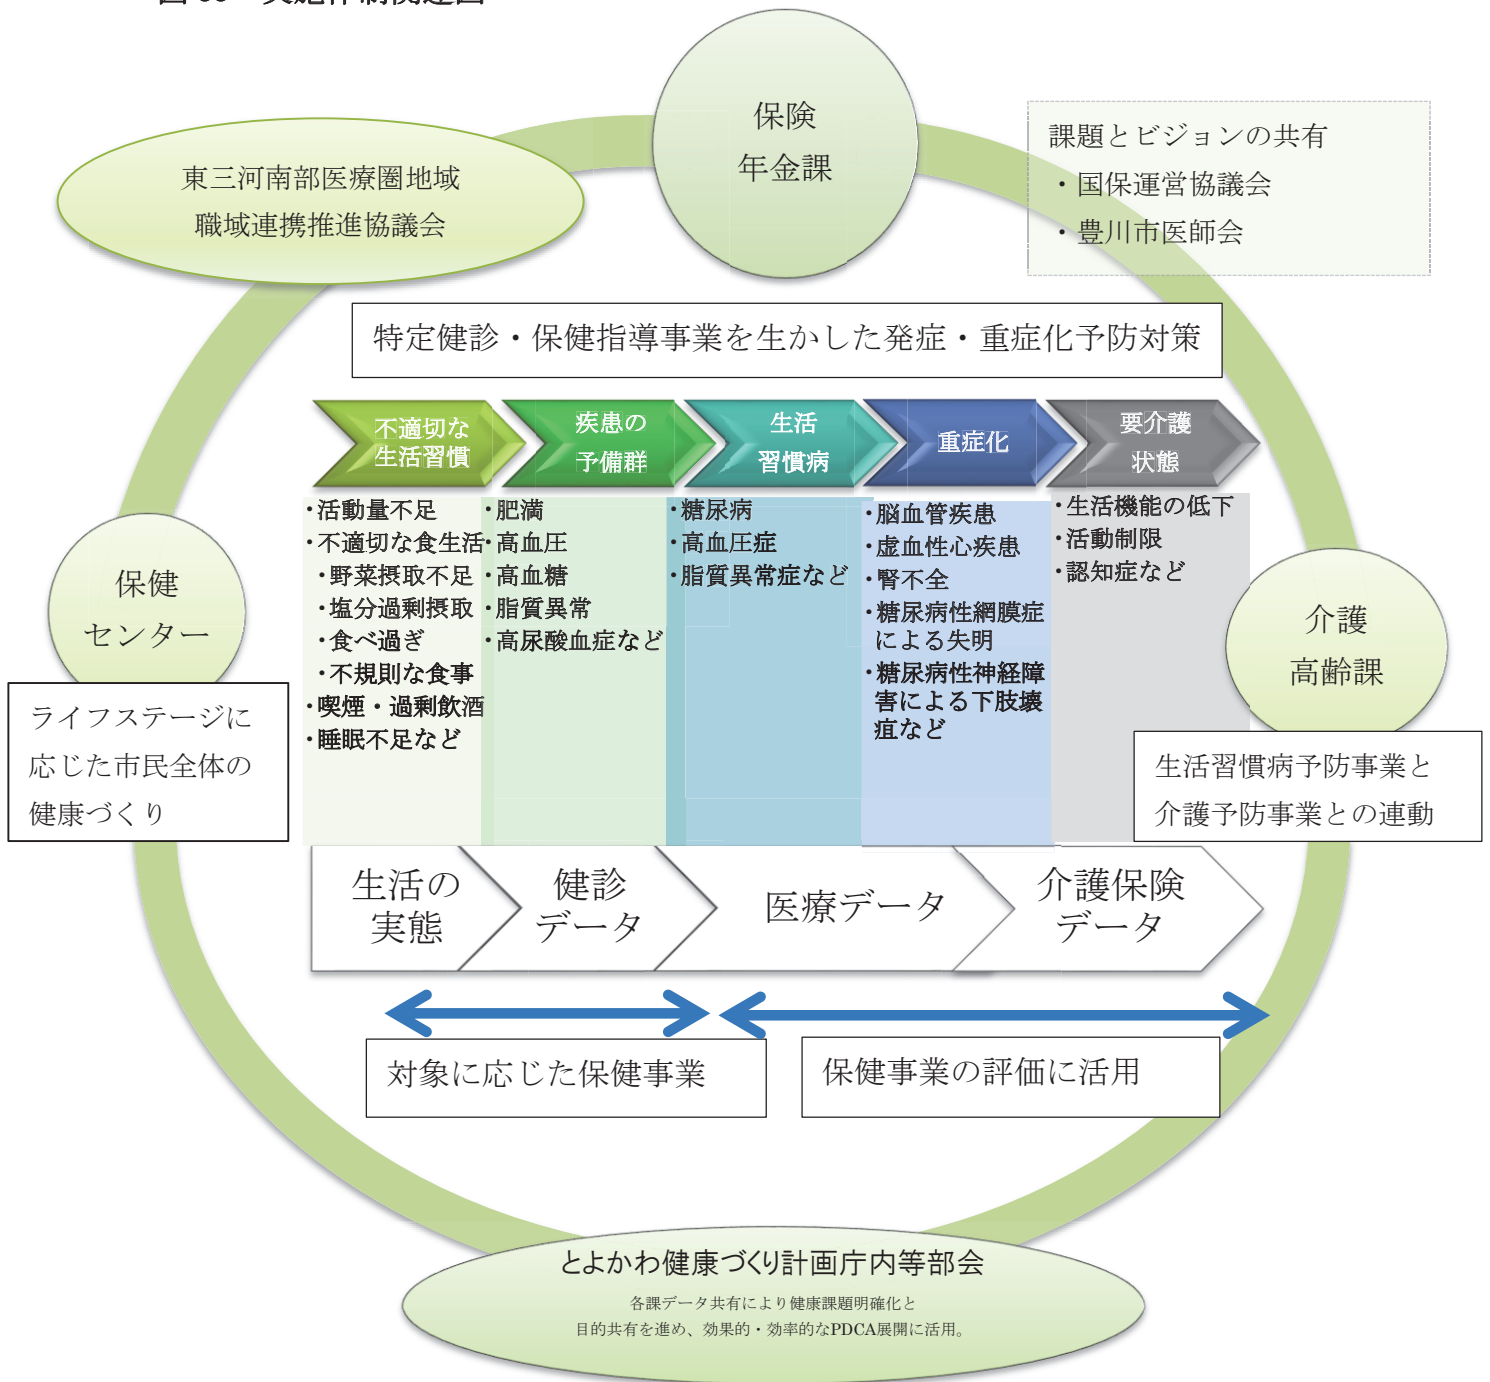 保険
年金課
東三河南部医療圏地域
職域連携推進協議会
課題とビジョンの共有
・国保運営協議会
・豊川市医師会
特定健診・保健指導事業を生かした発症・重症化予防対策
不適切な
生活習慣
疾患の
予備群
生活
習慣病
重症化
要介護
状態
・活動量不足
・不適切な食生活
・野菜摂取不足
・塩分過剰摂取
・食べ過ぎ
・不規則な食事
・喫煙・過剰飲酒
・睡眠不足など
・肥満
・高血圧
・高血糖
・脂質異常
・高尿酸血症など
・糖尿病
・高血圧症
・脂質異常症など
・脳血管疾患
・虚血性心疾患
・腎不全
・糖尿病性網膜症
による失明
・糖尿病性神経障
害による下肢壊
疽など
・生活機能の低下
・活動制限
・認知症など
保健
センター
ライフステージに
応じた市民全体の
健康づくり
介護
高齢課
生活習慣病予防事業と
介護予防事業との連動
生活の
実態
健診
データ
医療データ
介護保険
データ
対象に応じた保健事業
保健事業の評価に活用
とよかわ健康づくり計画庁内等部会
各課データ共有により健康課題明確化と
目的共有を進め、効果的・効率的なPDCA展開に活用。